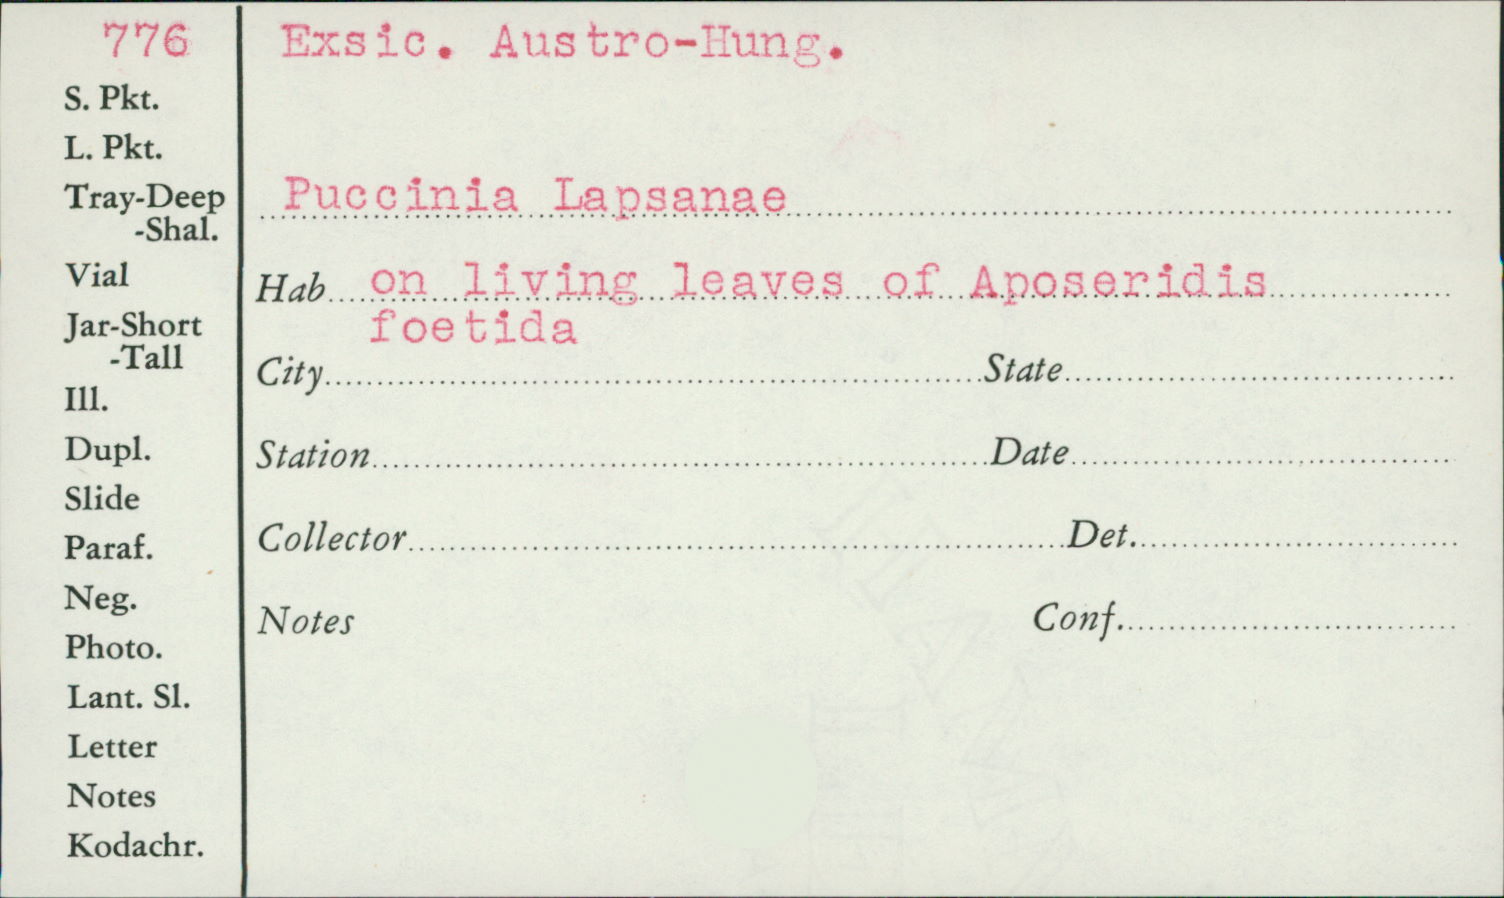 776
Exsic. Austro-Hung.
S. Pkt.
L. Pkt.
Tray-Deep
-Shal.
Vial
Jar-Short
-Tall
Ill.
Dupl.
Slide
Paraf.
Neg.
Photo.
Lant. Sl.
Letter
Notes
Kodachr.
Puccinia Lapsanae
Hab on living leaves of Aposeridis
foetida
City State
Station Date
Collector Det.
Notes Conf.